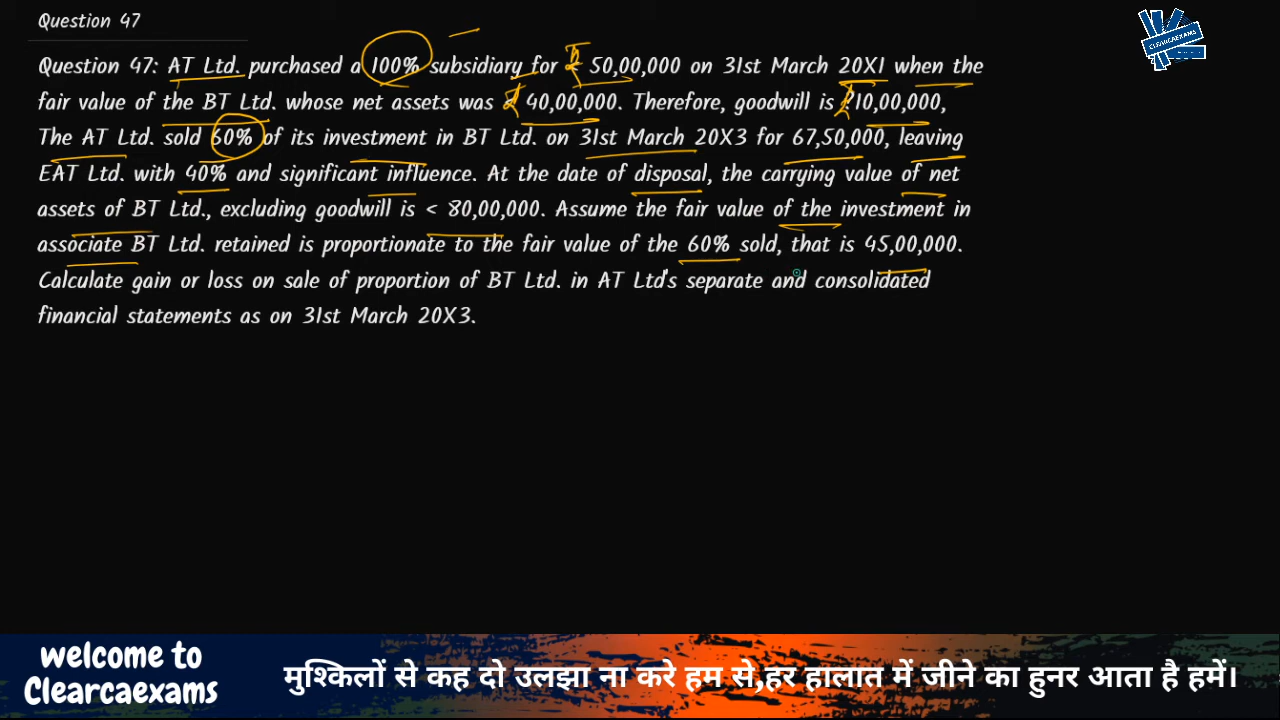 Question 47
CLEARCAEXAMS
Question 47: AT Ltd. purchased a 100% subsidiary for ₹ 50,00,000 on 31st March 20X1 when the
fair value of the BT Ltd. whose net assets was ₹ 40,00,000. Therefore, goodwill is ₹10,00,000,
The AT Ltd. sold 60% of its investment in BT Ltd. on 31st March 20X3 for 67,50,000, leaving
EAT Ltd. with 40% and significant influence. At the date of disposal, the carrying value of net
assets of BT Ltd., excluding goodwill is < 80,00,000. Assume the fair value of the investment in
associate BT Ltd. retained is proportionate to the fair value of the 60% sold, that is 45,00,000.
Calculate gain or loss on sale of proportion of BT Ltd. in AT Ltd's separate and consolidated
financial statements as on 31st March 20X3.
welcome to
Clearcaexams
मुश्किलों से कह दो उलझा ना करे हम से,हर हालात में जीने का हुनर आता है हमें।